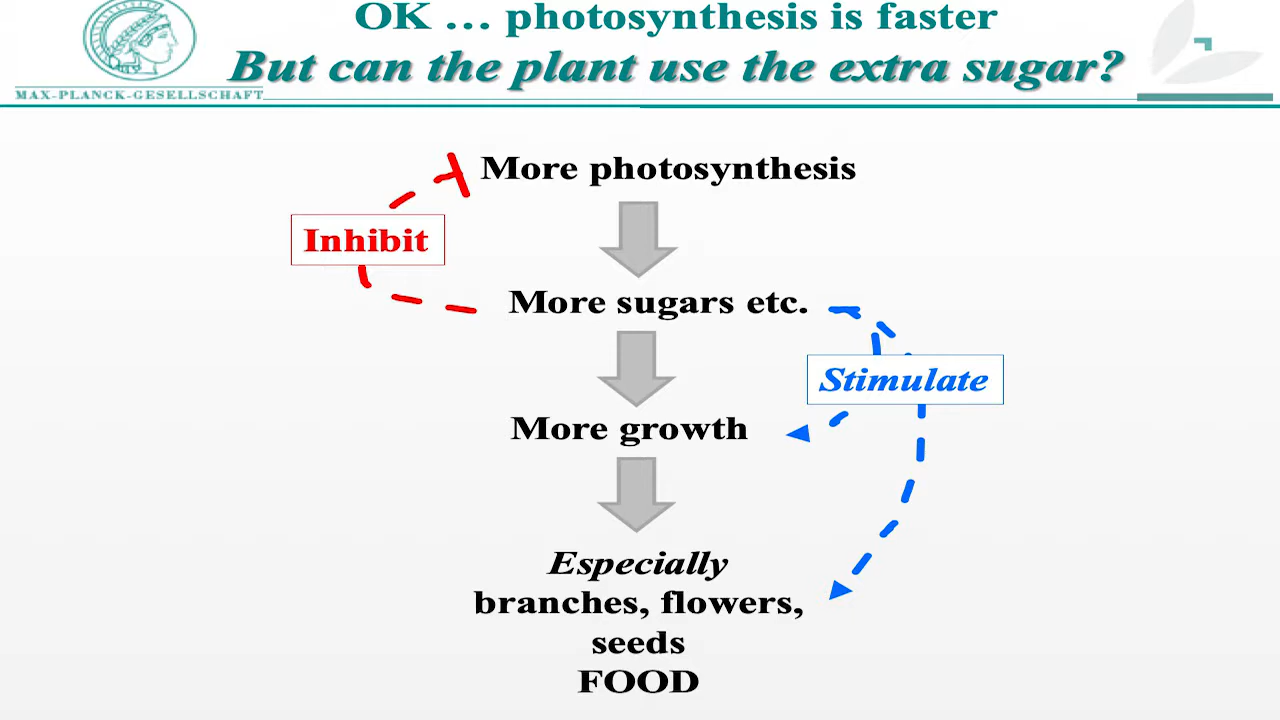 OK … photosynthesis is faster
But can the plant use the extra sugar?
MAX-PLANCK-GESELLSCHAFT
More photosynthesis
Inhibit
More sugars etc.
Stimulate
More growth
Especially
branches, flowers,
seeds
FOOD